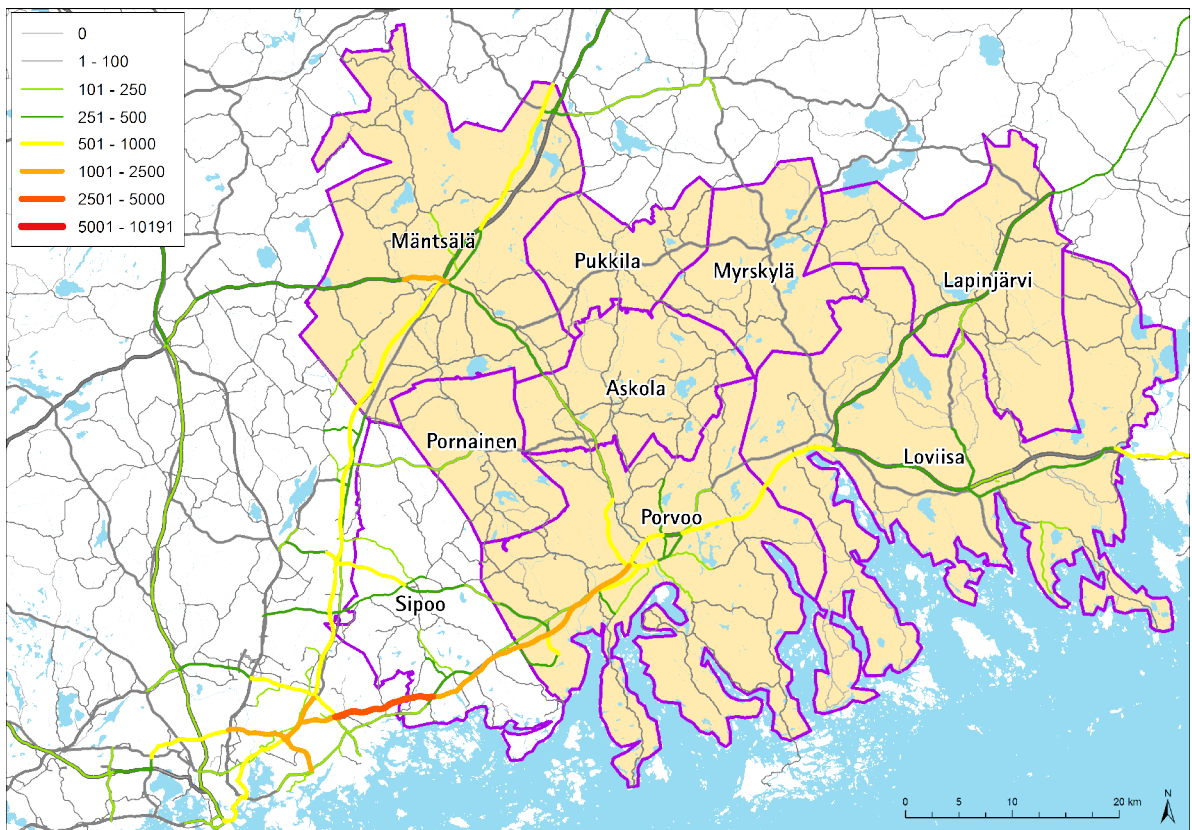 0
1 - 100
101 - 250
251 - 500
501 - 1000
1001 - 2500
2501 - 5000
5001 - 10191
Mäntsälä
Pukkila
Myrskylä
Lapinjärvi
Askola
Pornainen
Loviisa
Porvoo
Sipoo
N
0 5 10 20 km